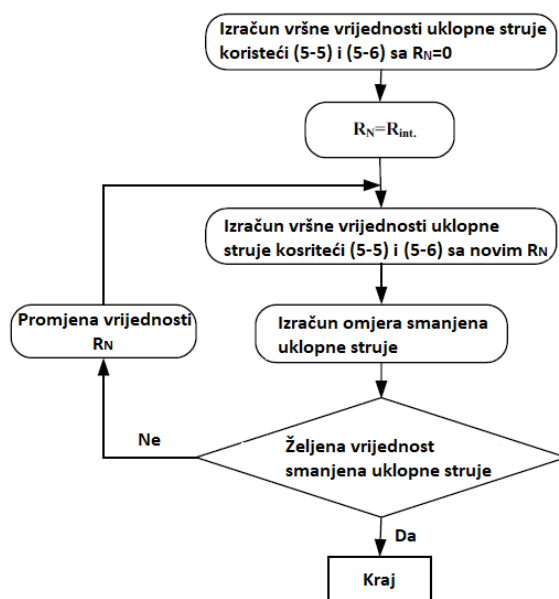 Izračun vršne vrijednosti uklopne struje
koristeći (5-5) i (5-6) sa RN=0
RN=Rint.
Izračun vršne vrijednosti uklopne
struje kosriteći (5-5) i (5-6) sa novim RN
Promjena vrijednosti
RN
Izračun omjera smanjena
uklopne struje
Ne
Željena vrijednost
smanjena uklopne struje
Da
Kraj